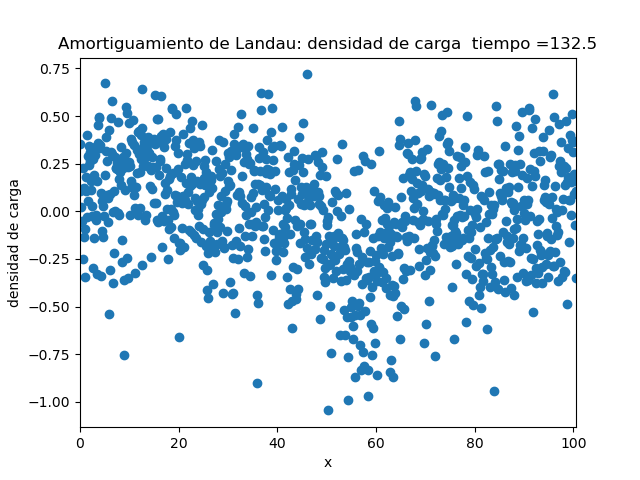 Amortiguamiento de Landau: densidad de carga  tiempo =132.5
0.75
0.50
0.25
0.00
−0.25
−0.50
−0.75
−1.00
densidad de carga
0 20 40 60 80 100
x